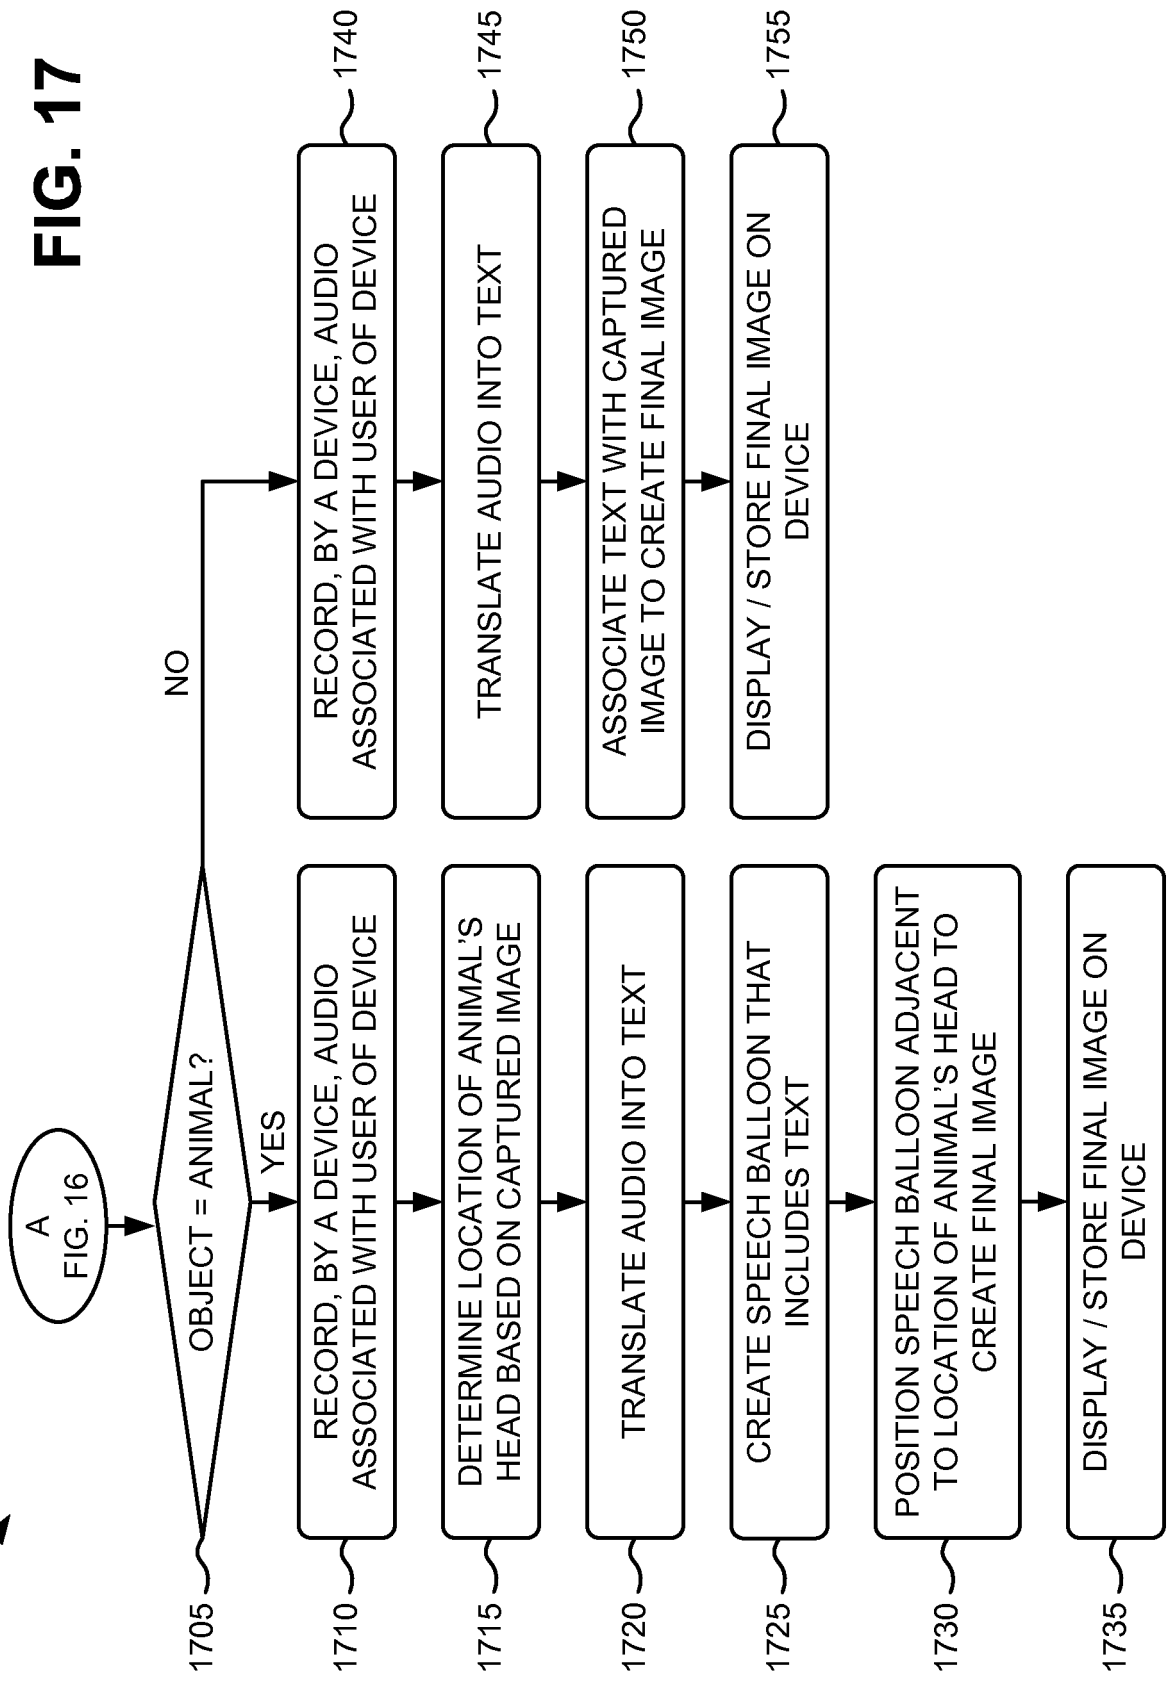 FIG. 17
A
FIG. 16
OBJECT = ANIMAL?
YES
NO
1705
RECORD, BY A DEVICE, AUDIO
ASSOCIATED WITH USER OF DEVICE
1710
DETERMINE LOCATION OF ANIMAL'S
HEAD BASED ON CAPTURED IMAGE
1715
TRANSLATE AUDIO INTO TEXT
1720
CREATE SPEECH BALLOON THAT
INCLUDES TEXT
1725
POSITION SPEECH BALLOON ADJACENT
TO LOCATION OF ANIMAL'S HEAD TO
CREATE FINAL IMAGE
1730
DISPLAY / STORE FINAL IMAGE ON
DEVICE
1735
RECORD, BY A DEVICE, AUDIO
ASSOCIATED WITH USER OF DEVICE
1740
TRANSLATE AUDIO INTO TEXT
1745
ASSOCIATE TEXT WITH CAPTURED
IMAGE TO CREATE FINAL IMAGE
1750
DISPLAY / STORE FINAL IMAGE ON
DEVICE
1755